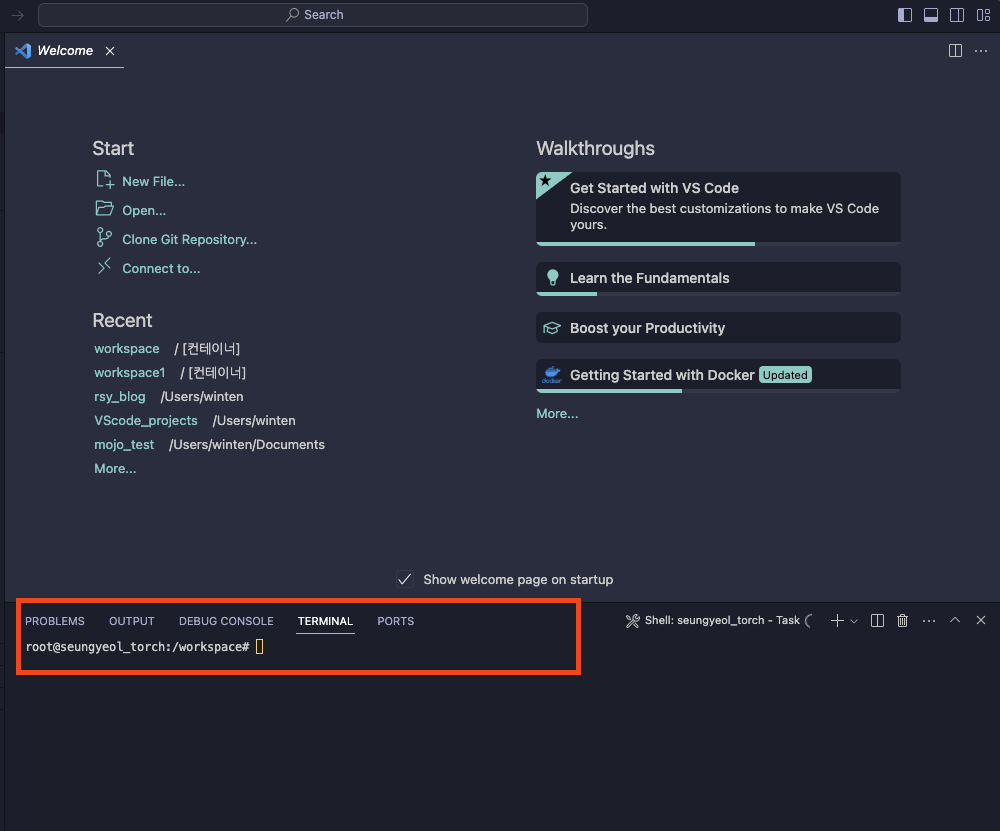 Search
Welcome
Start
New File...
Open...
Clone Git Repository...
Connect to...
Recent
workspace / [컨테이너]
workspace1 / [컨테이너]
rsy_blog /Users/winten
VScode_projects /Users/winten
mojo_test /Users/winten/Documents
More...
Walkthroughs
Get Started with VS Code
Discover the best customizations to make VS Code
yours.
Learn the Fundamentals
Boost your Productivity
Getting Started with Docker Updated
More...
Show welcome page on startup
PROBLEMS OUTPUT DEBUG CONSOLE TERMINAL PORTS Shell: seungyeol_torch - Task
root@seungyeol_torch:/workspace#